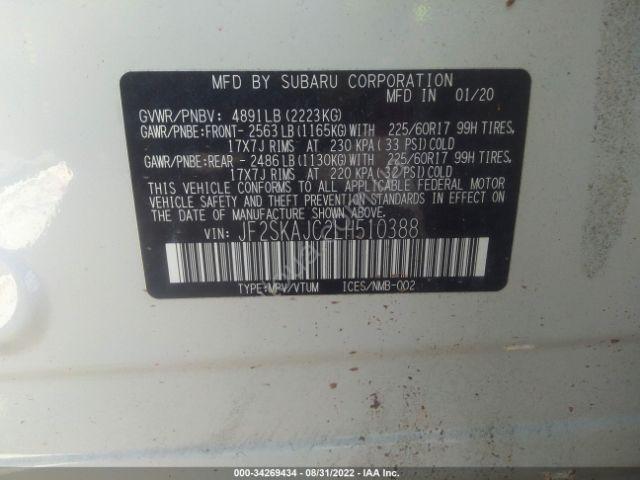 MFD BY SUBARU CORPORATION
MFD IN 01/20
GVWR/PNBV: 4891LB (2223KG)
GAWR/PNBE:FRONT- 2563LB(1165KG)WITH 225/60R17 99H TIRES,
17X7J RIMS AT 230 KPA (33 PSI)COLD
GAWR/PNBE:REAR - 2486LB(1130KG)WITH 225/60R17 99H TIRES,
17X7J RIMS AT 220 KPA (32 PSI)COLD
THIS VEHICLE CONFORMS TO ALL APPLICABLE FEDERAL MOTOR
VEHICLE SAFETY AND THEFT PREVENTION STANDARDS IN EFFECT ON
THE DATE OF MANUFACTURE SHOWN ABOVE.
VIN: JF2SKAJC2LH510388
TYPE:MPV/VTUM ICES/NMB-002
000-34269434 - 08/31/2022 - IAA Inc.